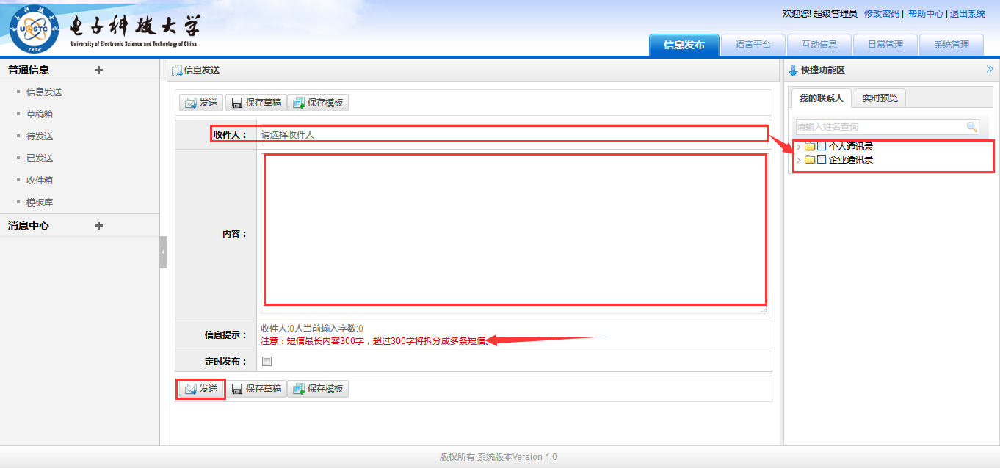 欢迎您! 超级管理员 修改密码 | 帮助中心 | 退出系统
UESTC
1956
电子科技大学
University of Electronic Science and Technology of China
信息发布 语音平台 互动信息 日常管理 系统管理
普通信息
信息发送
草稿箱
待发送
已发送
收件箱
模板库
消息中心
信息发送
发送 保存草稿 保存模板
收件人： 请选择收件人
内容：
信息提示： 收件人:0人当前输入字数:0
注意：短信最长内容300字，超过300字将拆分成多条短信。
定时发布：
发送 保存草稿 保存模板
快捷功能区
我的联系人 实时预览
请输入姓名查询
个人通讯录
企业通讯录
版权所有 系统版本Version 1.0